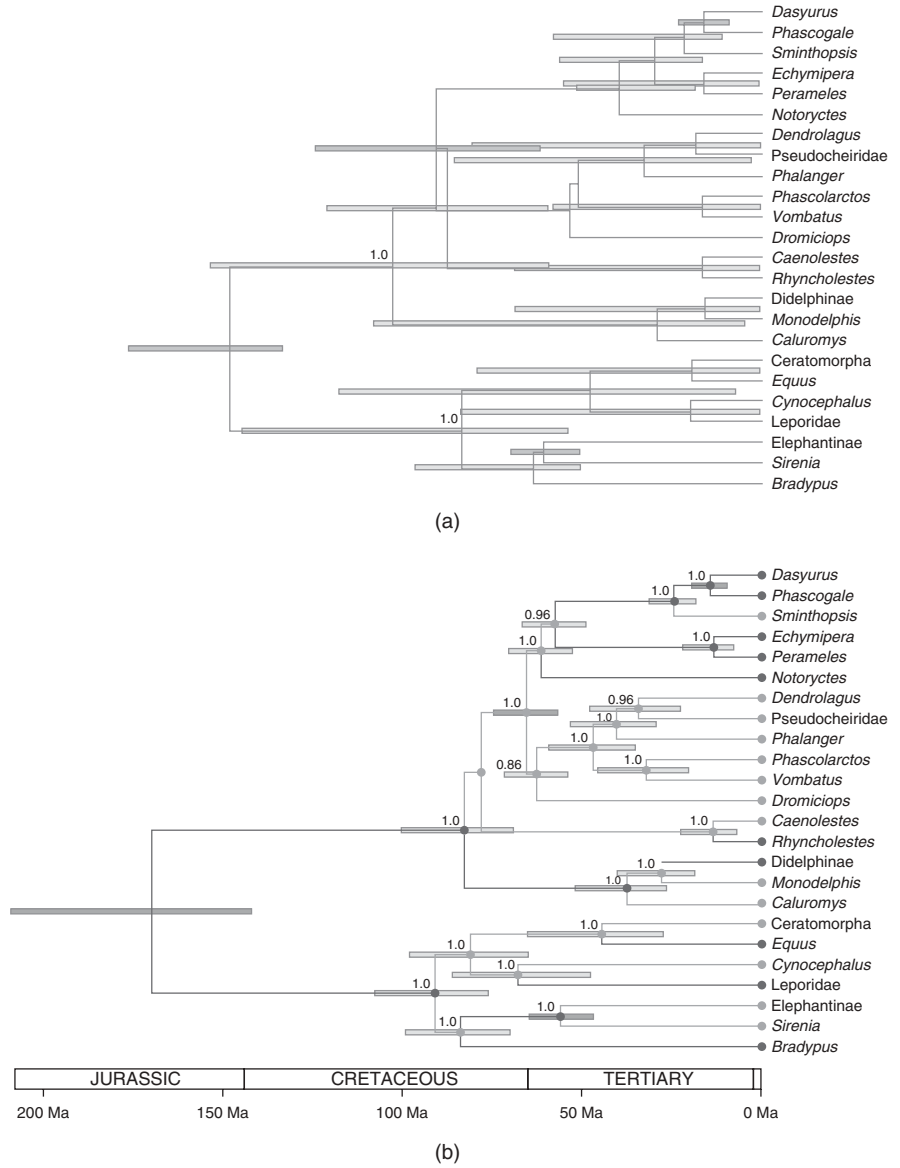 Dasyurus
Phascogale
Sminthopsis
Echymipera
Perameles
Notoryctes
Dendrolagus
Pseudocheiridae
Phalanger
Phascolarctos
Vombatus
Dromiciops
1.0
Caenolestes
Rhyncholestes
Didelphinae
Monodelphis
Caluromys
Ceratomorpha
Equus
Cynocephalus
1.0
Leporidae
Elephantinae
Sirenia
Bradypus
(a)
1.0
Dasyurus
1.0
Phascogale
0.96
Sminthopsis
1.0
Echymipera
1.0
Perameles
Notoryctes
1.0
0.96
Dendrolagus
1.0
Pseudocheiridae
1.0
Phalanger
0.86
1.0
Phascolarctos
Vombatus
Dromiciops
1.0
1.0
Caenolestes
Rhyncholestes
1.0
Didelphinae
1.0
Monodelphis
Caluromys
1.0
Ceratomorpha
1.0
Equus
1.0
Cynocephalus
1.0
Leporidae
1.0
Elephantinae
1.0
Sirenia
Bradypus
JURASSIC CRETACEOUS TERTIARY
200 Ma 150 Ma 100 Ma 50 Ma 0 Ma
(b)